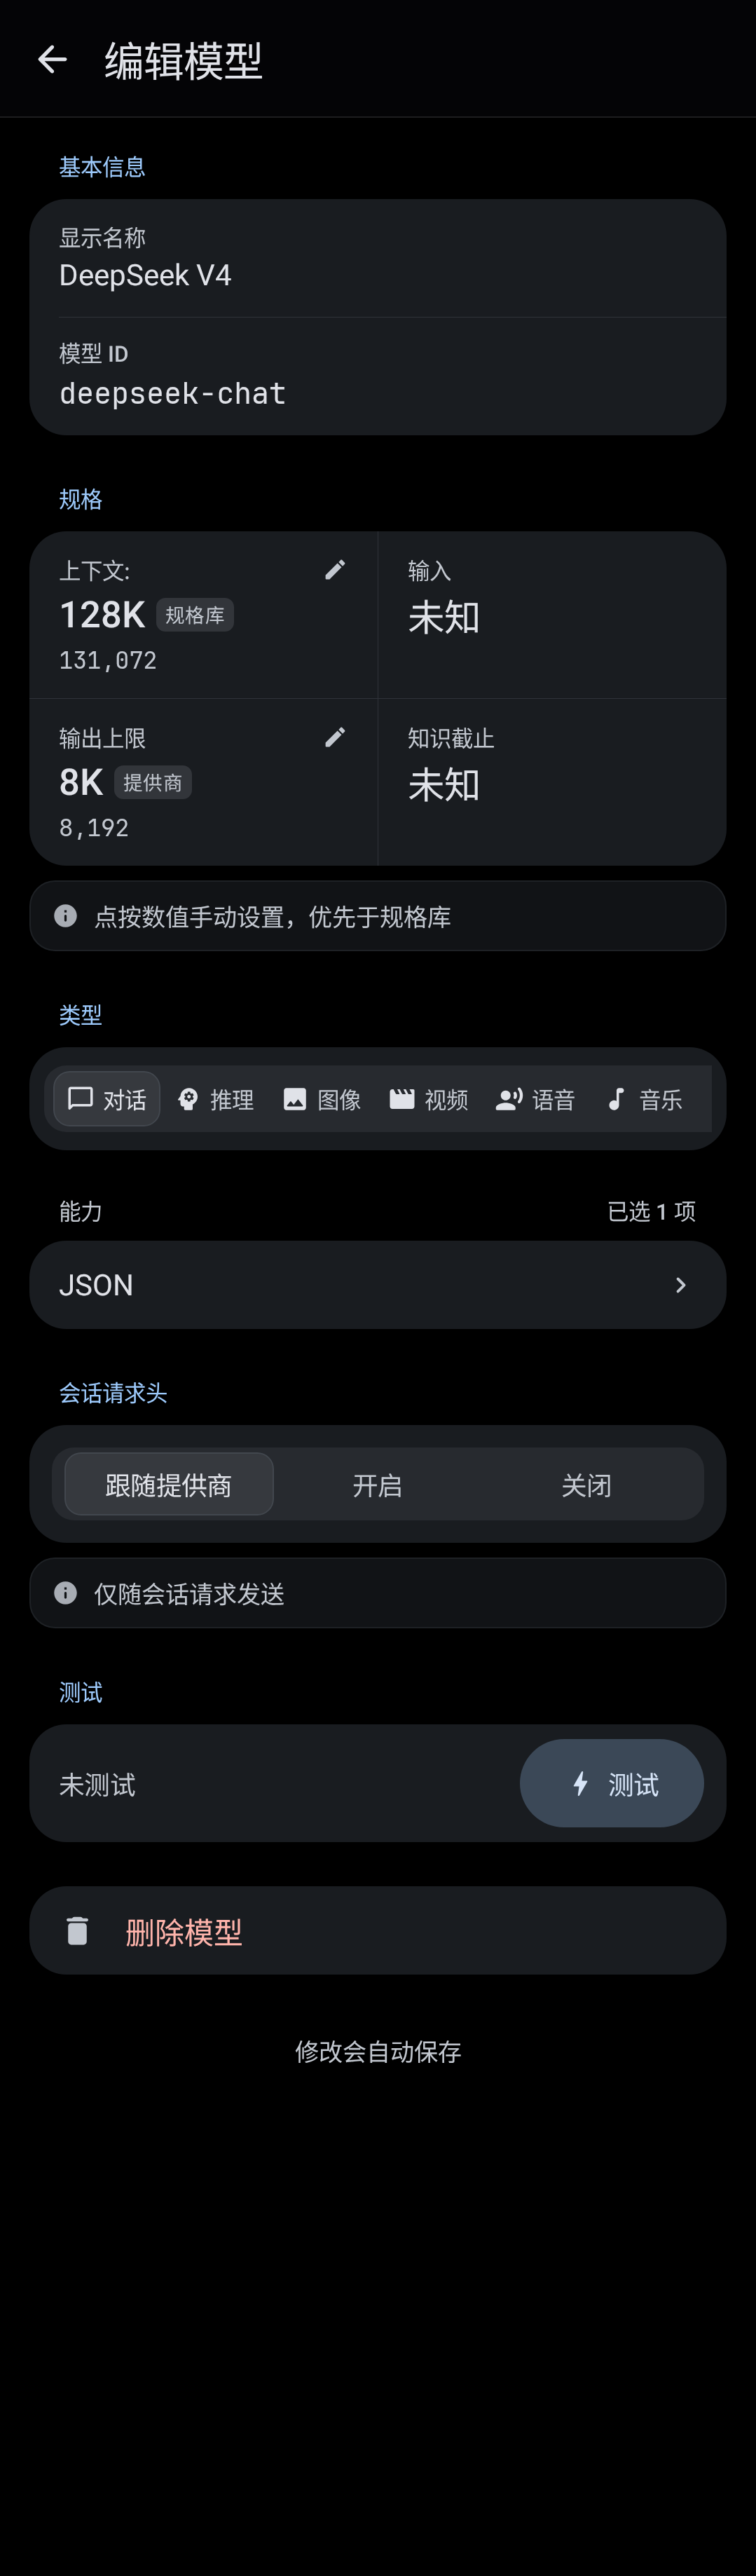 编辑模型
基本信息
显示名称
DeepSeek V4
模型 ID
deepseek-chat
规格
上下文:
128K 规格库
131,072
输入
未知
输出上限
8K 提供商
8,192
知识截止
未知
点按数值手动设置，优先于规格库
类型
对话 推理 图像 视频 语音 音乐
能力 已选 1 项
JSON
会话请求头
跟随提供商 开启 关闭
仅随会话请求发送
测试
未测试 测试
删除模型
修改会自动保存